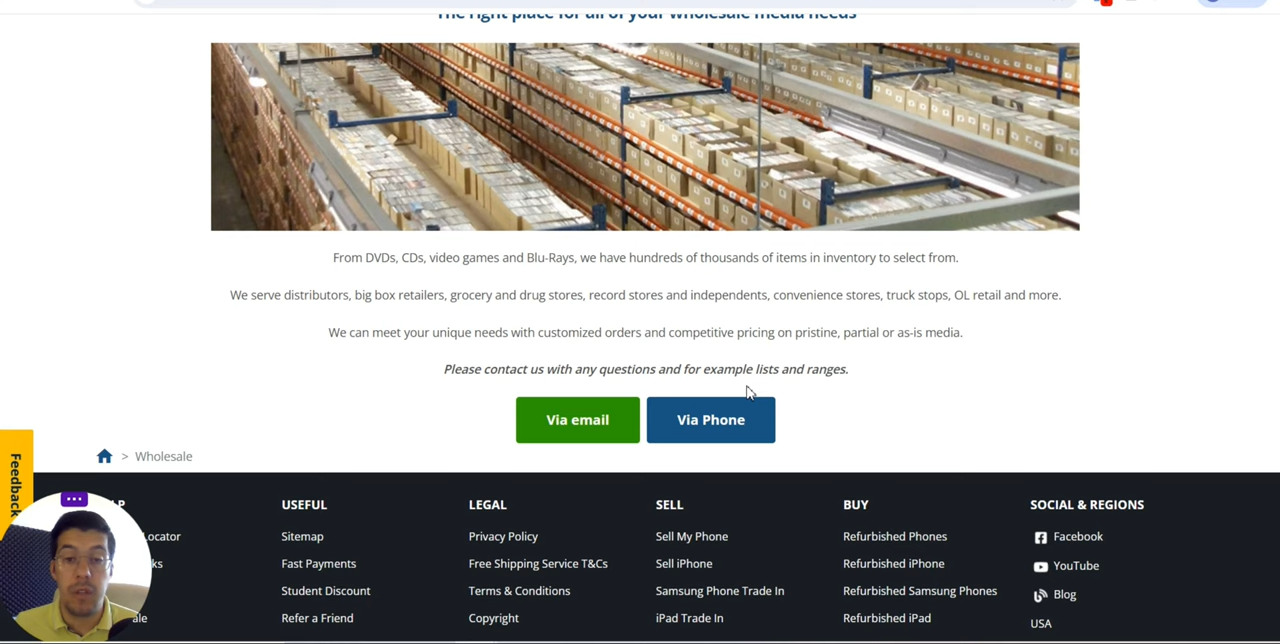 The right place for all of your wholesale media needs
From DVDs, CDs, video games and Blu-Rays, we have hundreds of thousands of items in inventory to select from.
We serve distributors, big box retailers, grocery and drug stores, record stores and independents, convenience stores, truck stops, OL retail and more.
We can meet your unique needs with customized orders and competitive pricing on pristine, partial or as-is media.
Please contact us with any questions and for example lists and ranges.
Via email
Via Phone
> Wholesale
Feedback
USEFUL
LEGAL
SELL
BUY
SOCIAL & REGIONS
Sitemap
Privacy Policy
Sell My Phone
Refurbished Phones
Facebook
Fast Payments
Free Shipping Service T&Cs
Sell iPhone
Refurbished iPhone
YouTube
Student Discount
Terms & Conditions
Samsung Phone Trade In
Refurbished Samsung Phones
Blog
Refer a Friend
Copyright
iPad Trade In
Refurbished iPad
USA